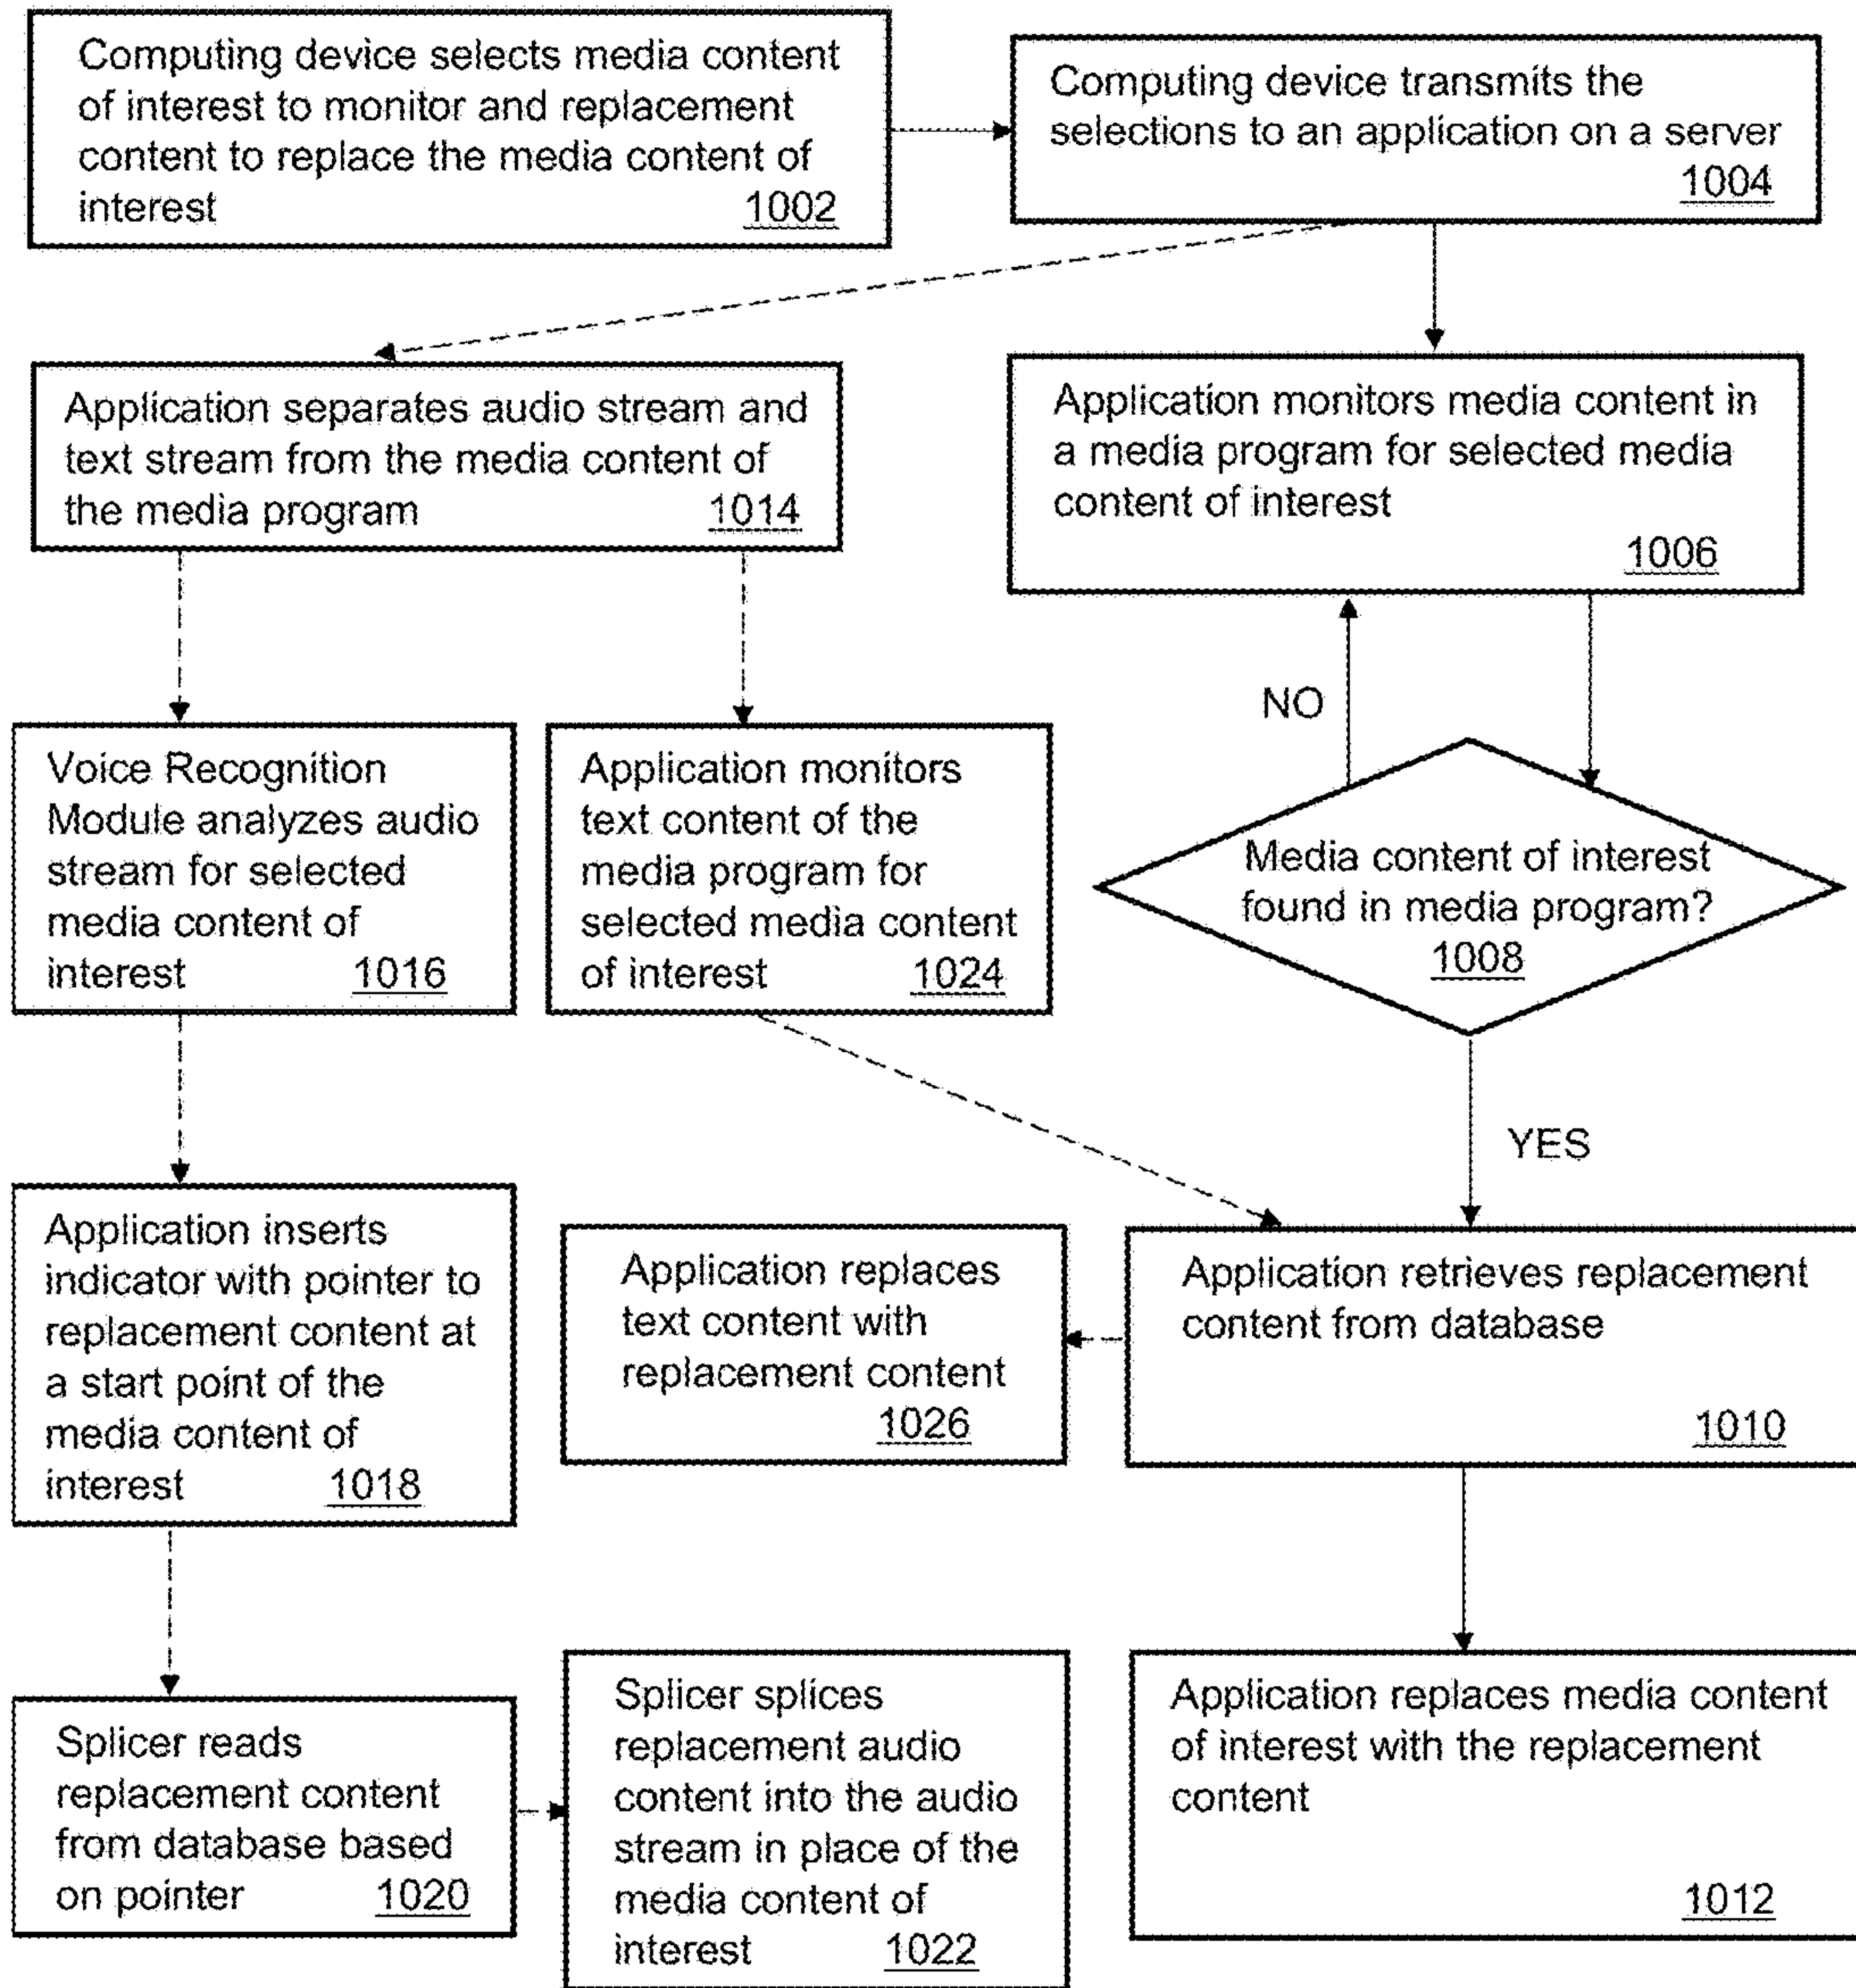 Computing device selects media content
of interest to monitor and replacement
content to replace the media content of
interest 1002
Computing device transmits the
selections to an application on a server
1004
Application separates audio stream and
text stream from the media content of
the media program 1014
Application monitors media content in
a media program for selected media
content of interest
1006
NO
Voice Recognition
Module analyzes audio
stream for selected
media content of
interest 1016
Application monitors
text content of the
media program for
selected media content
of interest 1024
Media content of interest
found in media program?
1008
YES
Application inserts
indicator with pointer to
replacement content at
a start point of the
media content of
interest 1018
Application replaces
text content with
replacement content
1026
Application retrieves replacement
content from database
1010
Splicer reads
replacement content
from database based
on pointer 1020
Splicer splices
replacement audio
content into the audio
stream in place of the
media content of
interest 1022
Application replaces media content
of interest with the replacement
content
1012